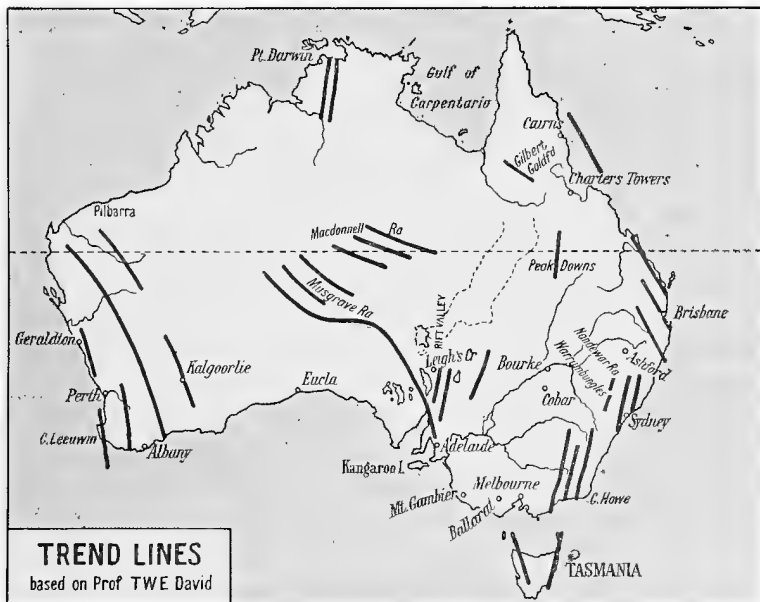 Pt. Darwin
Gulf of
Carpentaria
Cairns
Gilbert
Goldfd
Charters Towers
Pilbarra
Macdonnell Ra
Peak Downs
Musgrave Ra
RIFT VALLEY
Brisbane
Geraldton
Leigh's Cr
Nandewar Ra
Warrumbungles
Ashford
Kalgoorlie
Bourke
Perth
Eucla
Cobar
Sydney
C. Leeuwin
Albany
Adelaide
Kangaroo I.
Melbourne
Mt. Gambier
Ballarat
C. Howe
TREND LINES
based on Prof TWE David
TASMANIA